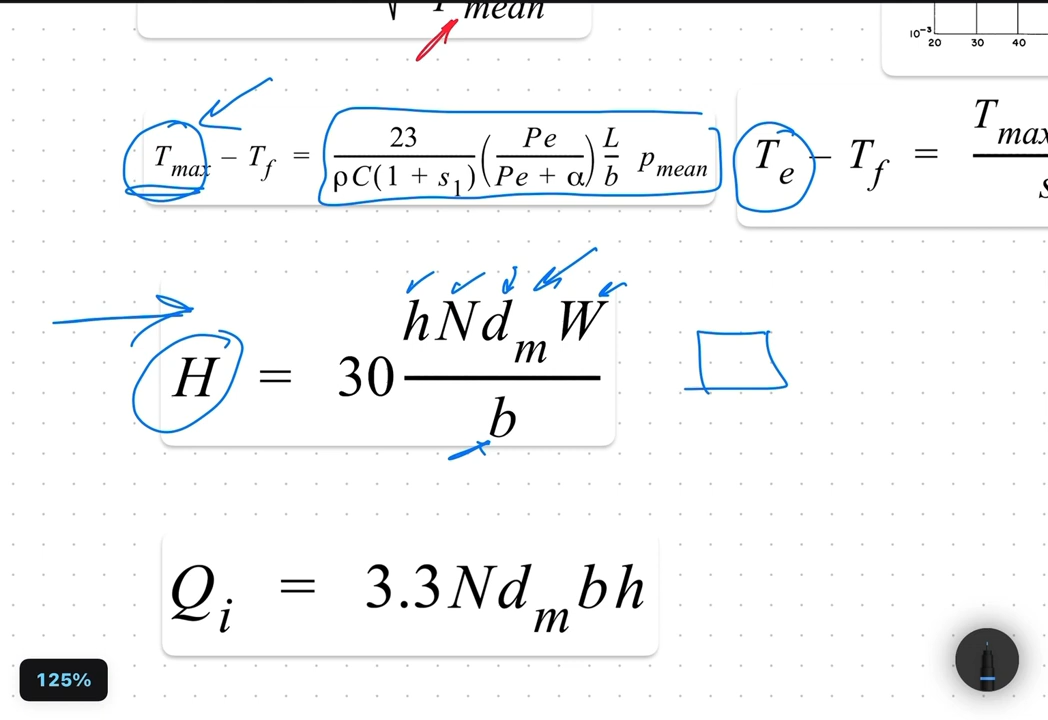 √ T mean
10⁻³
20 30 40
T_max − T_f = 23 / ρC(1 + s₁) (Pe / Pe + α) L / b p_mean
T_e − T_f = T_max / s
H = 30 hNd_mW / b
Q_i = 3.3Nd_mbh
125%